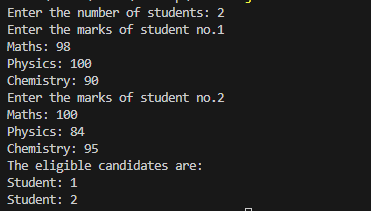 Enter the number of students: 2
Enter the marks of student no.1
Maths: 98
Physics: 100
Chemistry: 90
Enter the marks of student no.2
Maths: 100
Physics: 84
Chemistry: 95
The eligible candidates are:
Student: 1
Student: 2